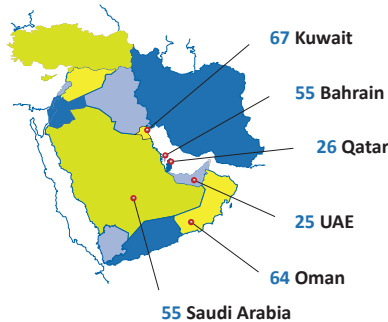 67 Kuwait
55 Bahrain
26 Qatar
25 UAE
64 Oman
55 Saudi Arabia